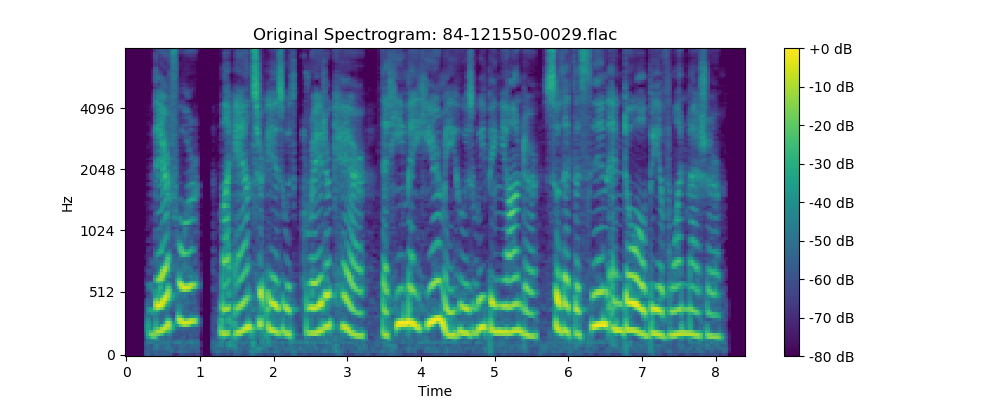 Original Spectrogram: 84-121550-0029.flac
Hz
4096
2048
1024
512
0
0 1 2 3 4 5 6 7 8
Time
+0 dB
-10 dB
-20 dB
-30 dB
-40 dB
-50 dB
-60 dB
-70 dB
-80 dB